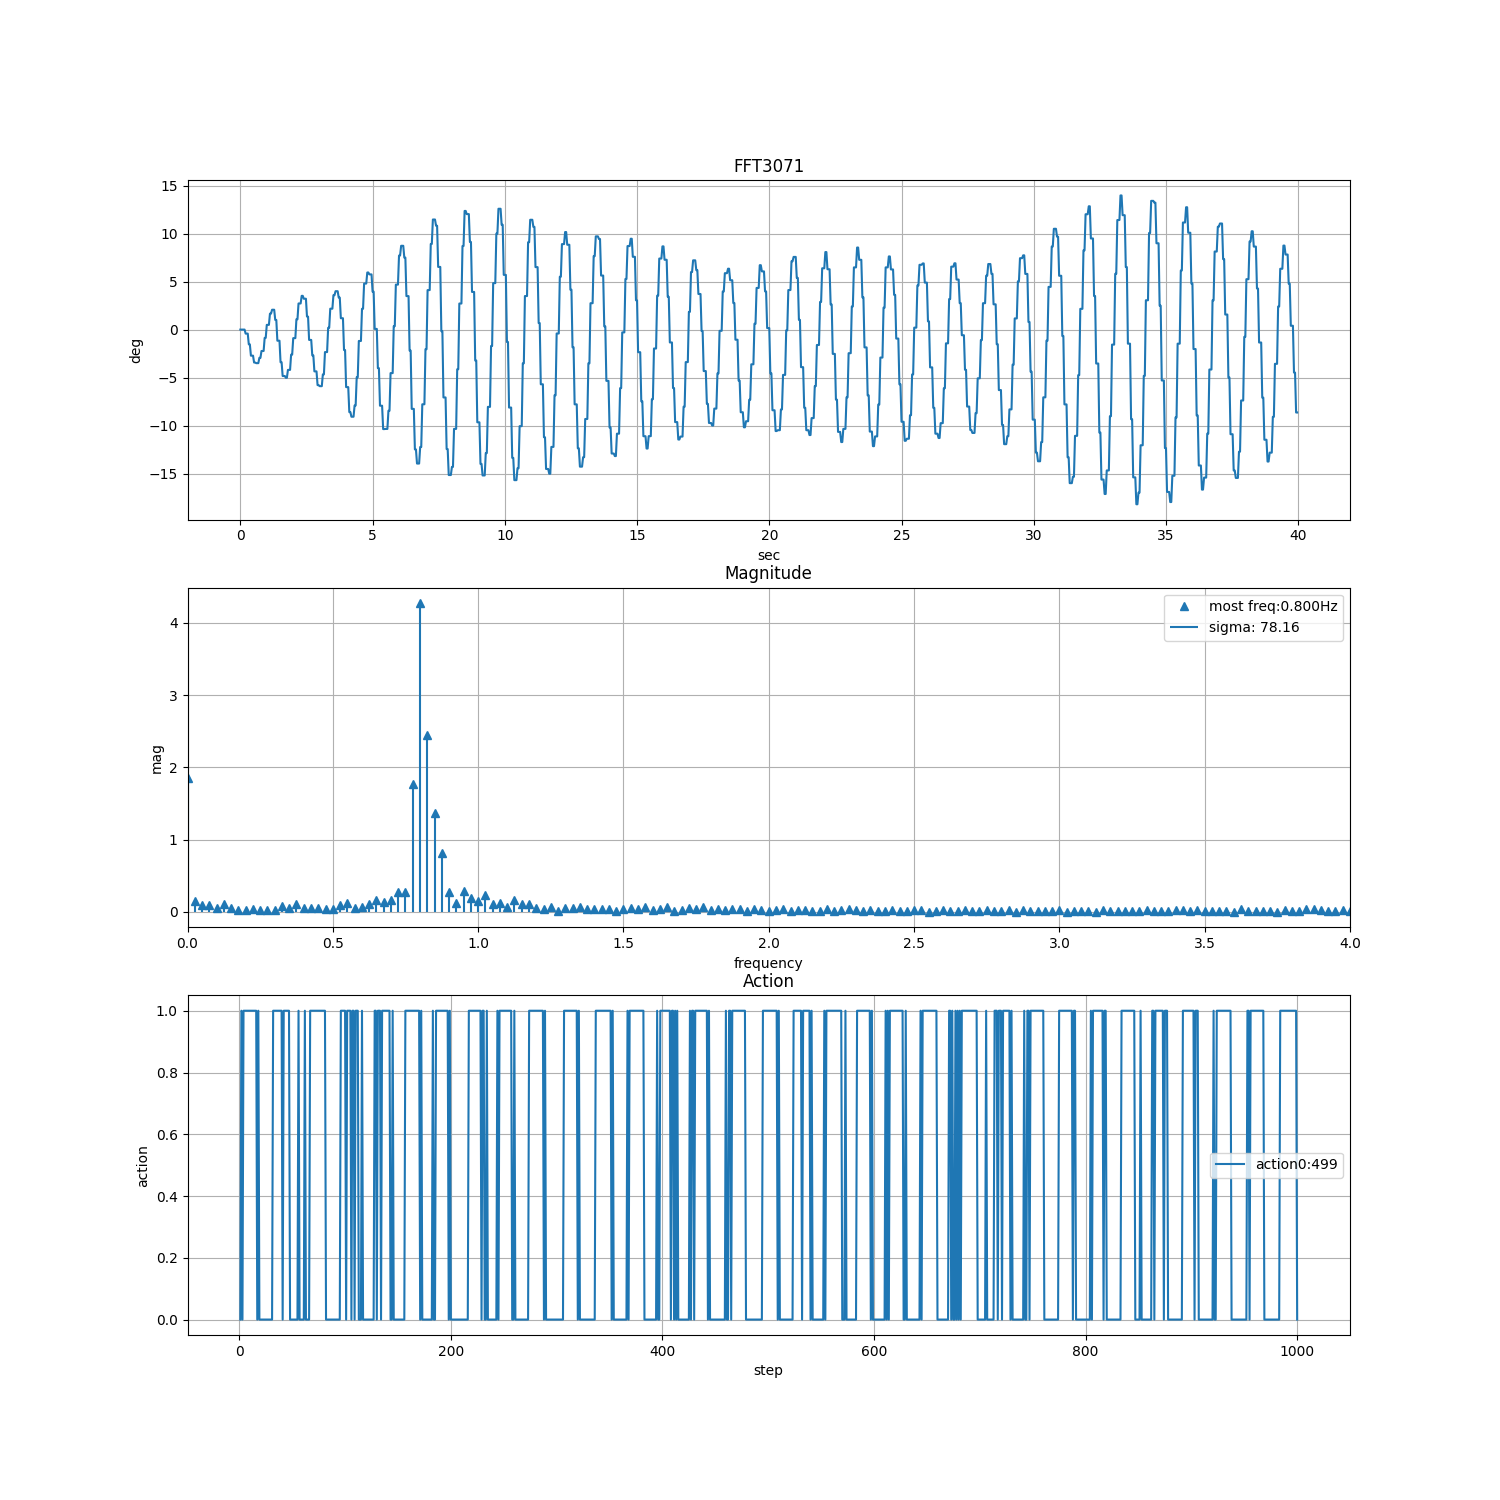 FFT3071
15
10
5
0
−5
−10
−15
deg
0 5 10 15 20 25 30 35 40
sec
Magnitude
most freq:0.800Hz
sigma: 78.16
4
3
2
1
0
mag
0.0 0.5 1.0 1.5 2.0 2.5 3.0 3.5 4.0
frequency
Action
1.0
0.8
0.6
0.4
0.2
0.0
action
action0:499
0 200 400 600 800 1000
step